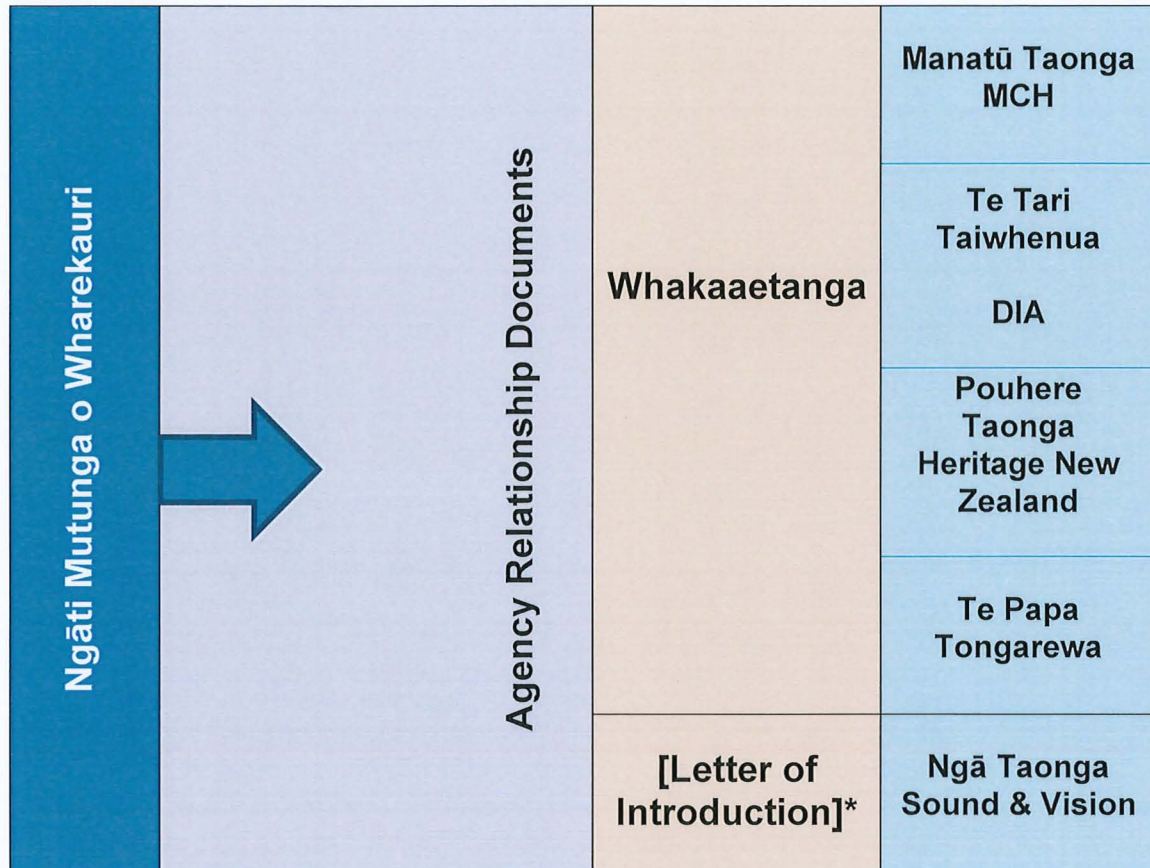 Ngāti Mutunga o Wharekauri
Agency Relationship Documents
Whakaaetanga
[Letter of
Introduction]*
Manatū Taonga
MCH
Te Tari
Taiwhenua
DIA
Pouhere
Taonga
Heritage New
Zealand
Te Papa
Tongarewa
Ngā Taonga
Sound & Vision